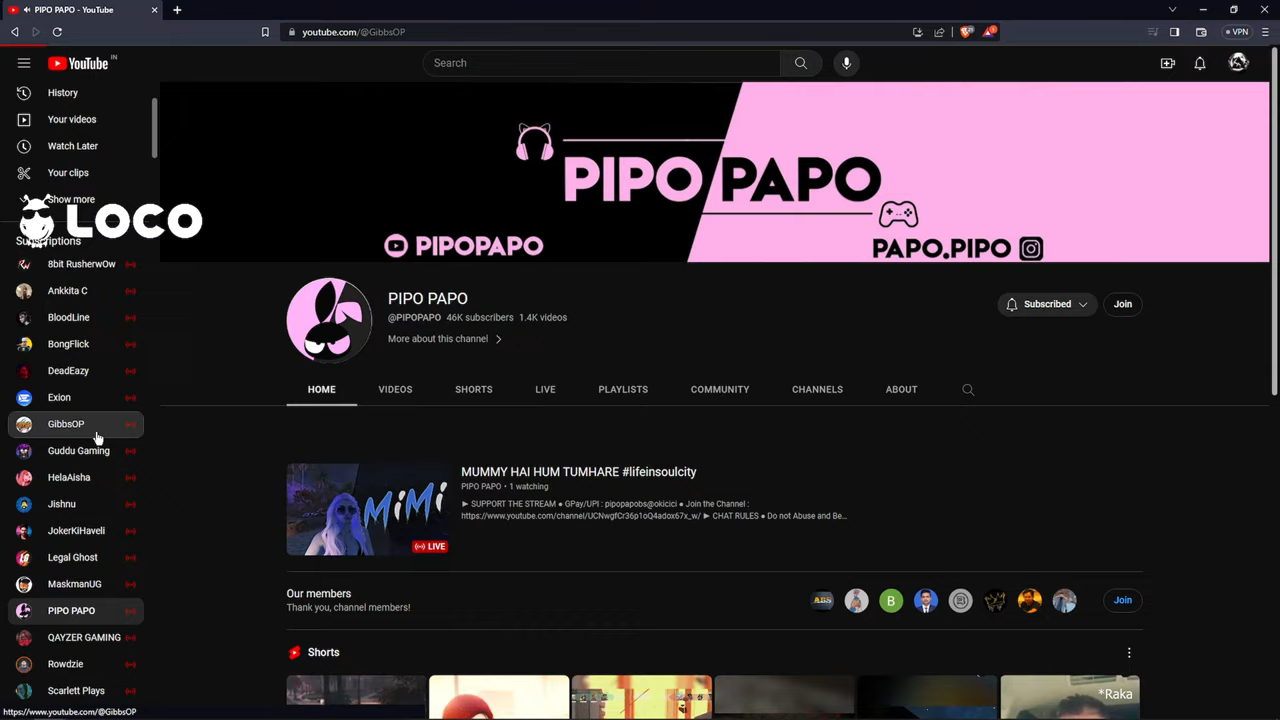 PIPO PAPO - YouTube
youtube.com/@GibbsOP
VPN
YouTube IN
Search
History
Your videos
Watch Later
Your clips
Show more
LOCO
Subscriptions
8bit RusherwOw
Ankkita C
BloodLine
BongFlick
DeadEazy
Exion
GibbsOP
Guddu Gaming
HelaAisha
Jishnu
JokerKiHaveli
Legal Ghost
MaskmanUG
PIPO PAPO
QAYZER GAMING
Rowdzie
Scarlett Plays
https://www.youtube.com/@GibbsOP
PIPO PAPO
PIPOPAPO
PAPO.PIPO
PIPO PAPO
@PIPOPAPO 46K subscribers 1.4K videos
More about this channel
Subscribed
Join
HOME VIDEOS SHORTS LIVE PLAYLISTS COMMUNITY CHANNELS ABOUT
MiMi
LIVE
MUMMY HAI HUM TUMHARE #lifeinsoulcity
PIPO PAPO • 1 watching
► SUPPORT THE STREAM ● GPay/UPI : pipopapobs@okicici ● Join the Channel :
https://www.youtube.com/channel/UCNwgfCr36p1oQ4adox67x_w/ ► CHAT RULES ● Do not Abuse and Be...
Our members
Thank you, channel members!
ABS
B
Join
Shorts
*Raka